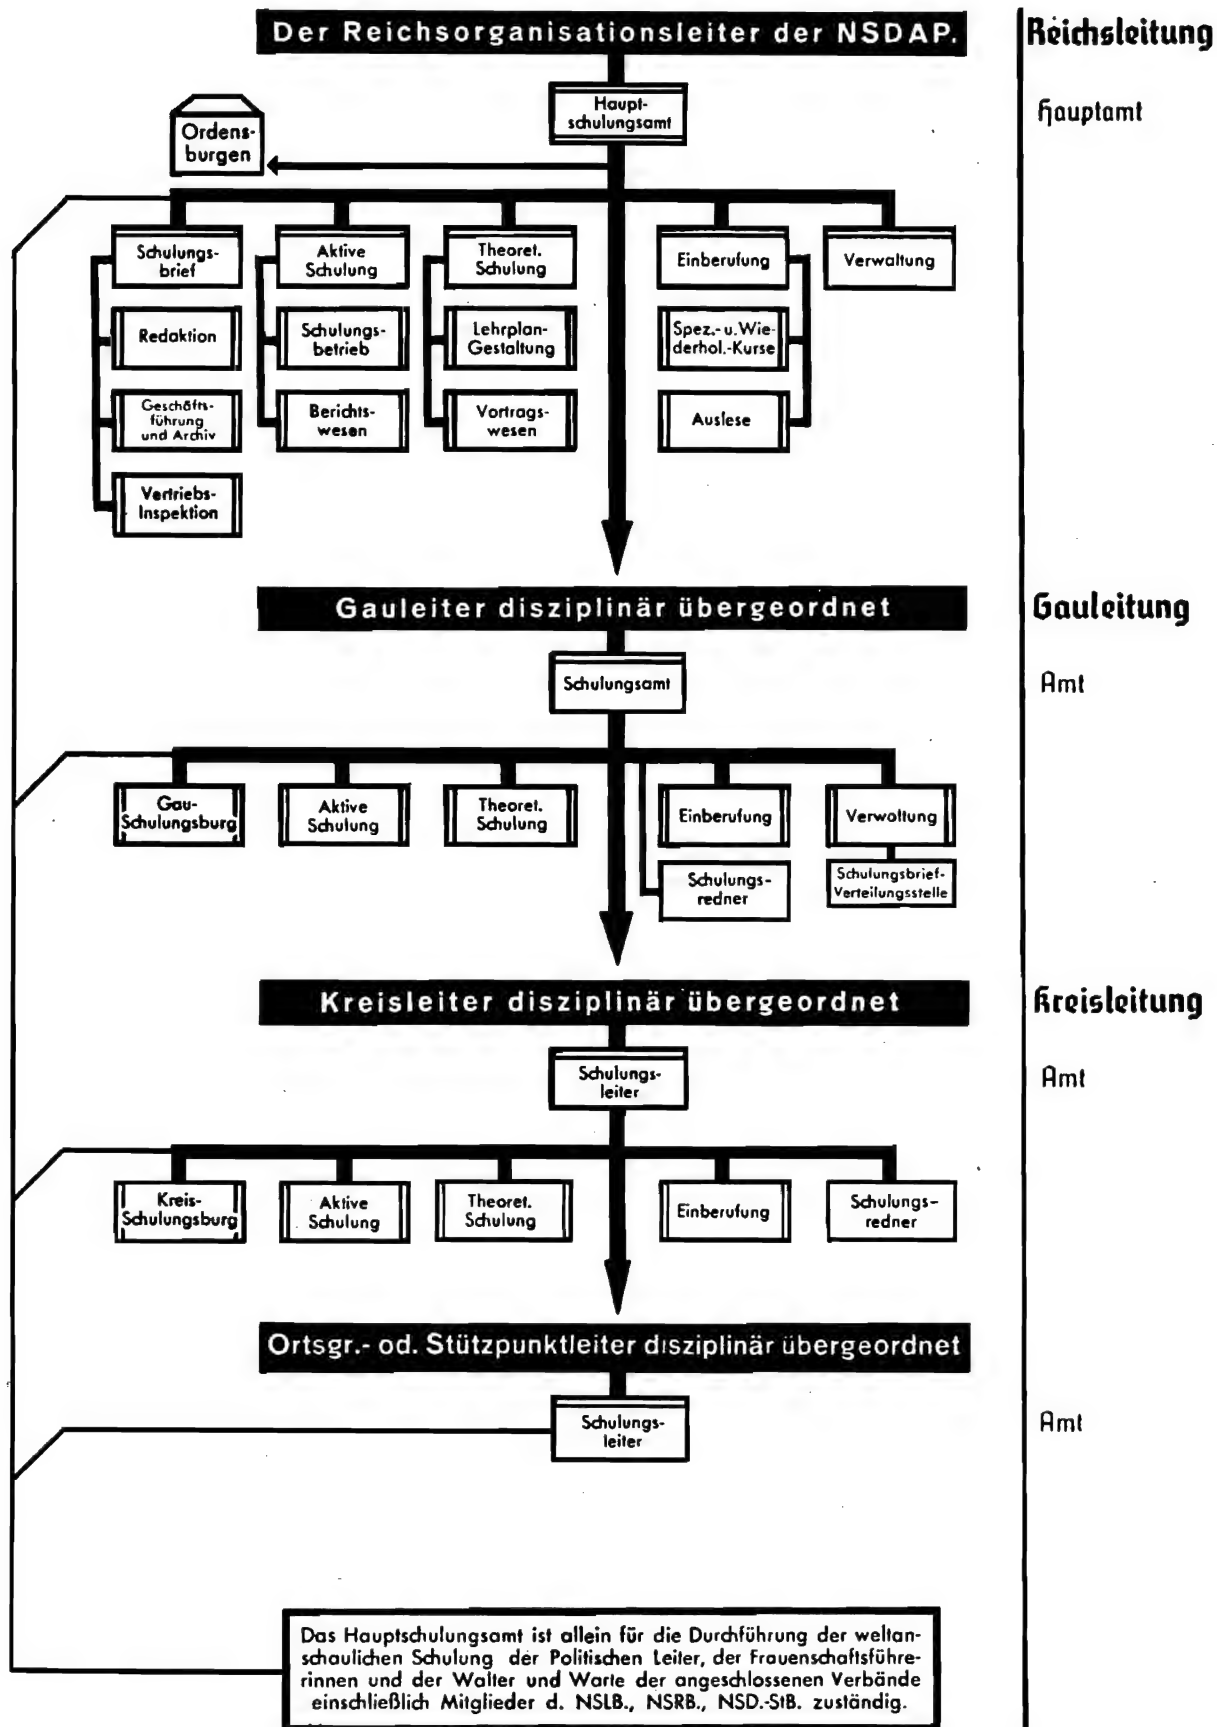 Der Reichsorganisationsleiter der NSDAP.
Reichsleitung
Haupt-
schulungsamt
Hauptamt
Ordens-
burgen
Schulungs-
brief
Aktive
Schulung
Theoret.
Schulung
Einberufung
Verwaltung
Redaktion
Schulungs-
betrieb
Lehrplan-
Gestaltung
Spez.- u. Wie-
derhol.-Kurse
Geschäfts-
führung
und Archiv
Berichts-
wesen
Vortrags-
wesen
Auslese
Vertriebs-
Inspektion
Gauleiter disziplinär übergeordnet
Gauleitung
Schulungsamt
Amt
Gau-
Schulungsburg
Aktive
Schulung
Theoret.
Schulung
Einberufung
Verwaltung
Schulungs-
redner
Schulungsbrief-
Verteilungsstelle
Kreisleiter disziplinär übergeordnet
Kreisleitung
Schulungs-
leiter
Amt
Kreis-
Schulungsburg
Aktive
Schulung
Theoret.
Schulung
Einberufung
Schulungs-
redner
Ortsgr.- od. Stützpunktleiter disziplinär übergeordnet
Schulungs-
leiter
Amt
Das Hauptschulungsamt ist allein für die Durchführung der weltan-
schaulichen Schulung der Politischen Leiter, der Frauenschaftsführe-
rinnen und der Walter und Warte der angeschlossenen Verbände
einschließlich Mitglieder d. NSLB., NSRB., NSD.-StB. zuständig.